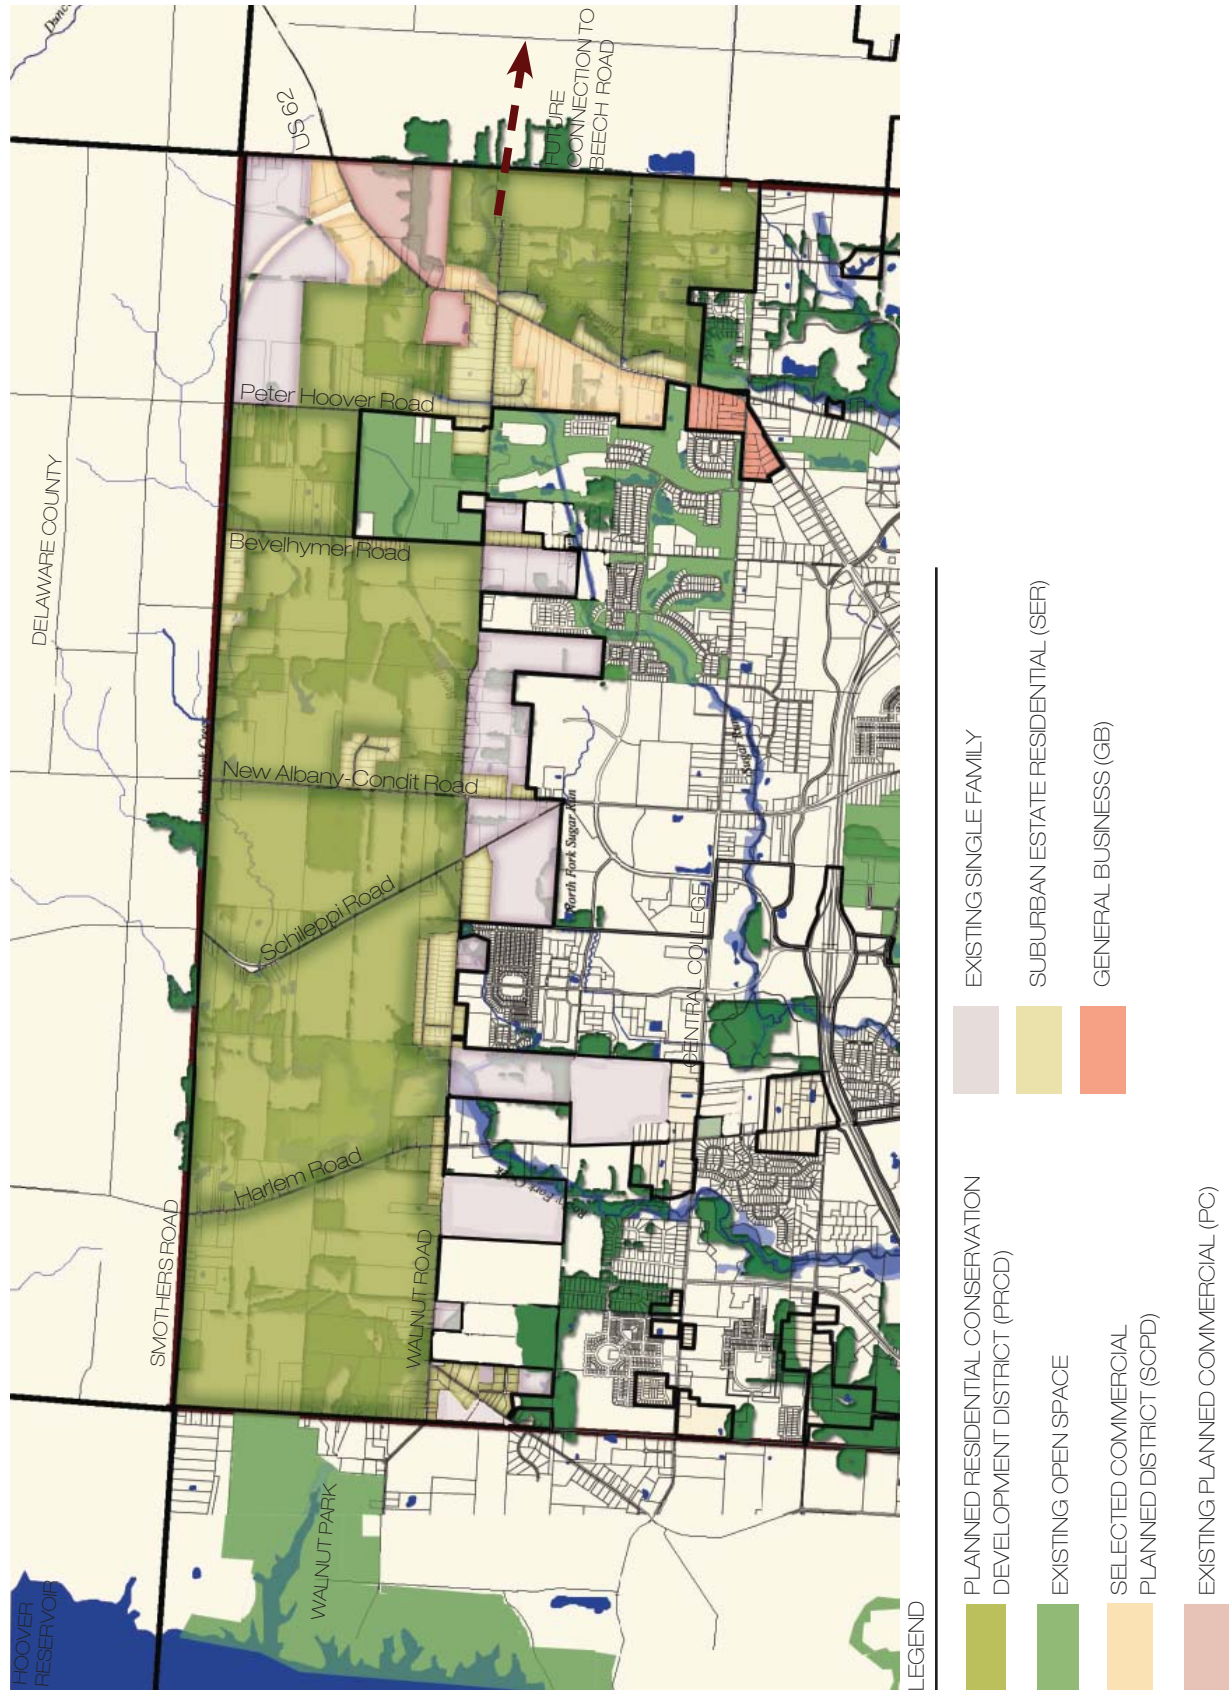 HOOVER
RESERVOIR
WALNUT PARK
SMOTHERS ROAD
WALNUT ROAD
Harlem Road
Schileppi Road
New Albany-Condit Road
Bevelhymer Road
Peter Hoover Road
DELAWARE COUNTY
US 62
FUTURE
CONNECTION TO
BEECH ROAD
CENTRAL COLLEGE
North Fork Sugar Run
Sugar Run
LEGEND
PLANNED RESIDENTIAL CONSERVATION
DEVELOPMENT DISTRICT (PRCD)
EXISTING OPEN SPACE
SELECTED COMMERCIAL
PLANNED DISTRICT (SCPD)
EXISTING PLANNED COMMERCIAL (PC)
EXISTING SINGLE FAMILY
SUBURBAN ESTATE RESIDENTIAL (SER)
GENERAL BUSINESS (GB)